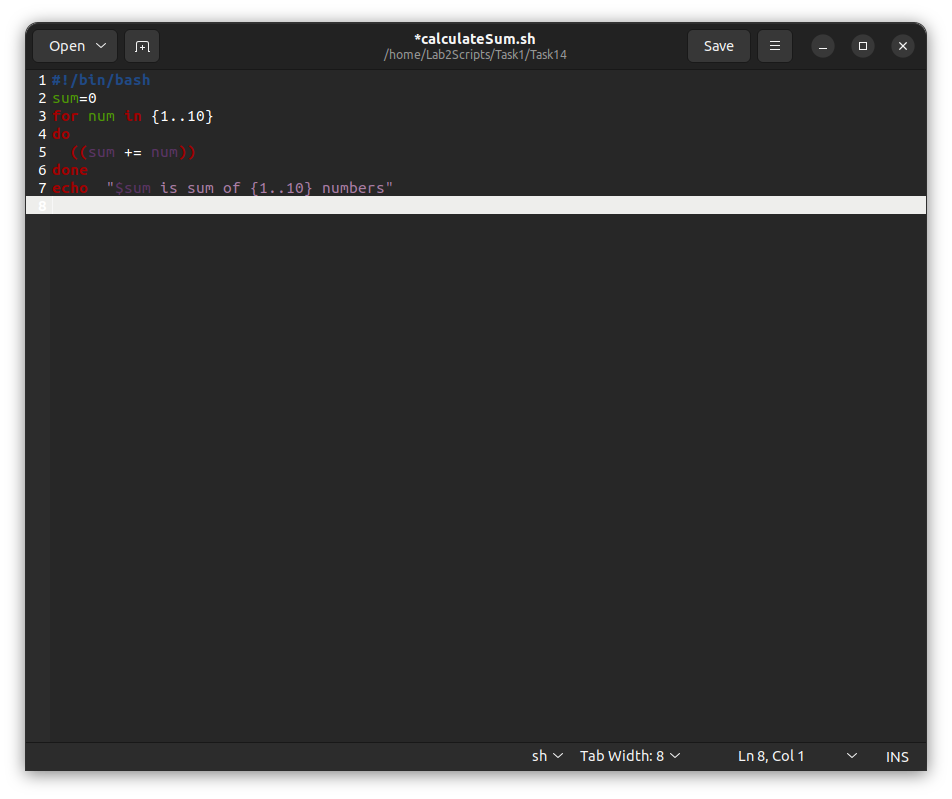 Open
*calculateSum.sh
/home/Lab2Scripts/Task1/Task14
Save
1 #!/bin/bash
2 sum=0
3 for num in {1..10}
4 do
5   ((sum += num))
6 done
7 echo  "$sum is sum of {1..10} numbers"
8
sh Tab Width: 8 Ln 8, Col 1 INS